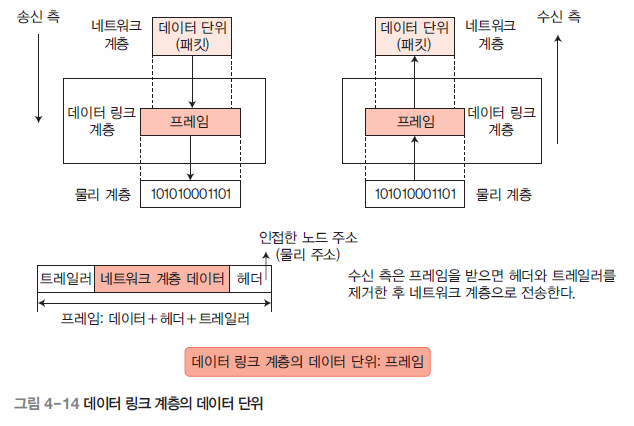 송신 측
네트워크
계층
데이터 단위
(패킷)
데이터 링크
계층
프레임
물리 계층
101010001101
수신 측
데이터 단위
(패킷)
네트워크
계층
프레임
데이터 링크
계층
101010001101
물리 계층
인접한 노드 주소
(물리 주소)
트레일러 네트워크 계층 데이터 헤더
프레임: 데이터+헤더+트레일러
수신 측은 프레임을 받으면 헤더와 트레일러를
제거한 후 네트워크 계층으로 전송한다.
데이터 링크 계층의 데이터 단위: 프레임
그림 4-14 데이터 링크 계층의 데이터 단위